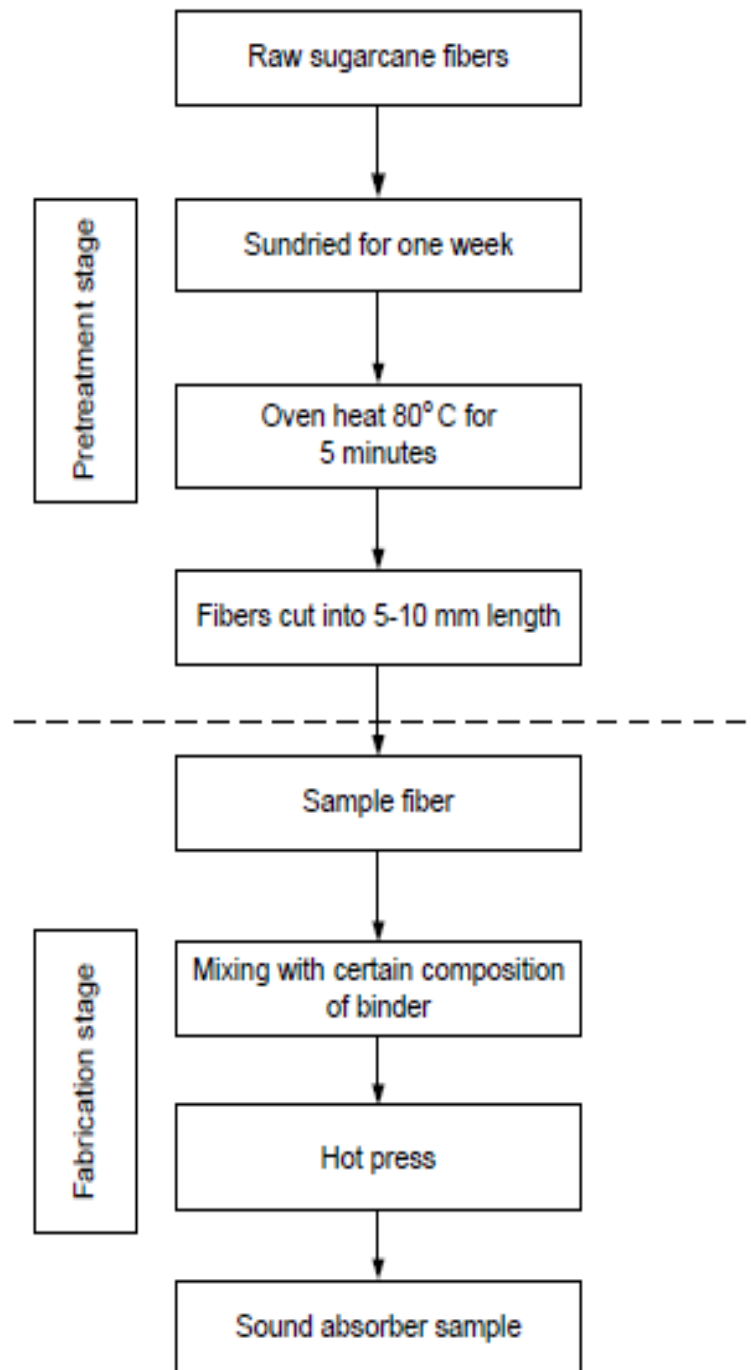 Raw sugarcane fibers
Pretreatment stage
Sundried for one week
Oven heat 80° C for
5 minutes
Fibers cut into 5-10 mm length
Sample fiber
Fabrication stage
Mixing with certain composition
of binder
Hot press
Sound absorber sample